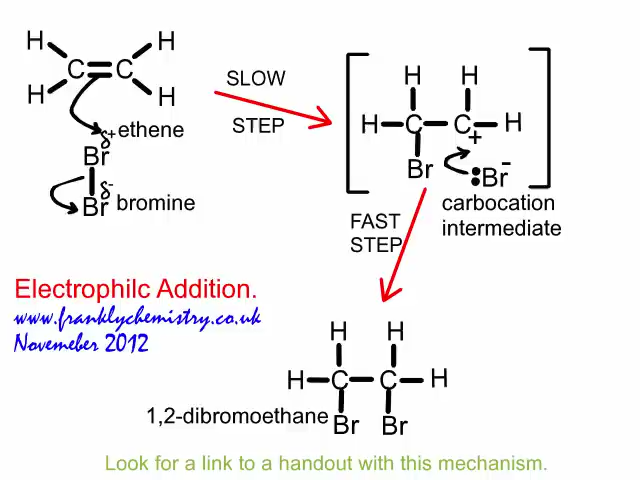 H H
C C
H H
δ+ ethene
Br
δ-
Br bromine
SLOW
STEP
H H
H C C + H
Br :Br -
carbocation
intermediate
FAST
STEP
Electrophilc Addition.
www.franklychemistry.co.uk
Novemeber 2012
H H
H C C H
1,2-dibromoethane Br Br
Look for a link to a handout with this mechanism.